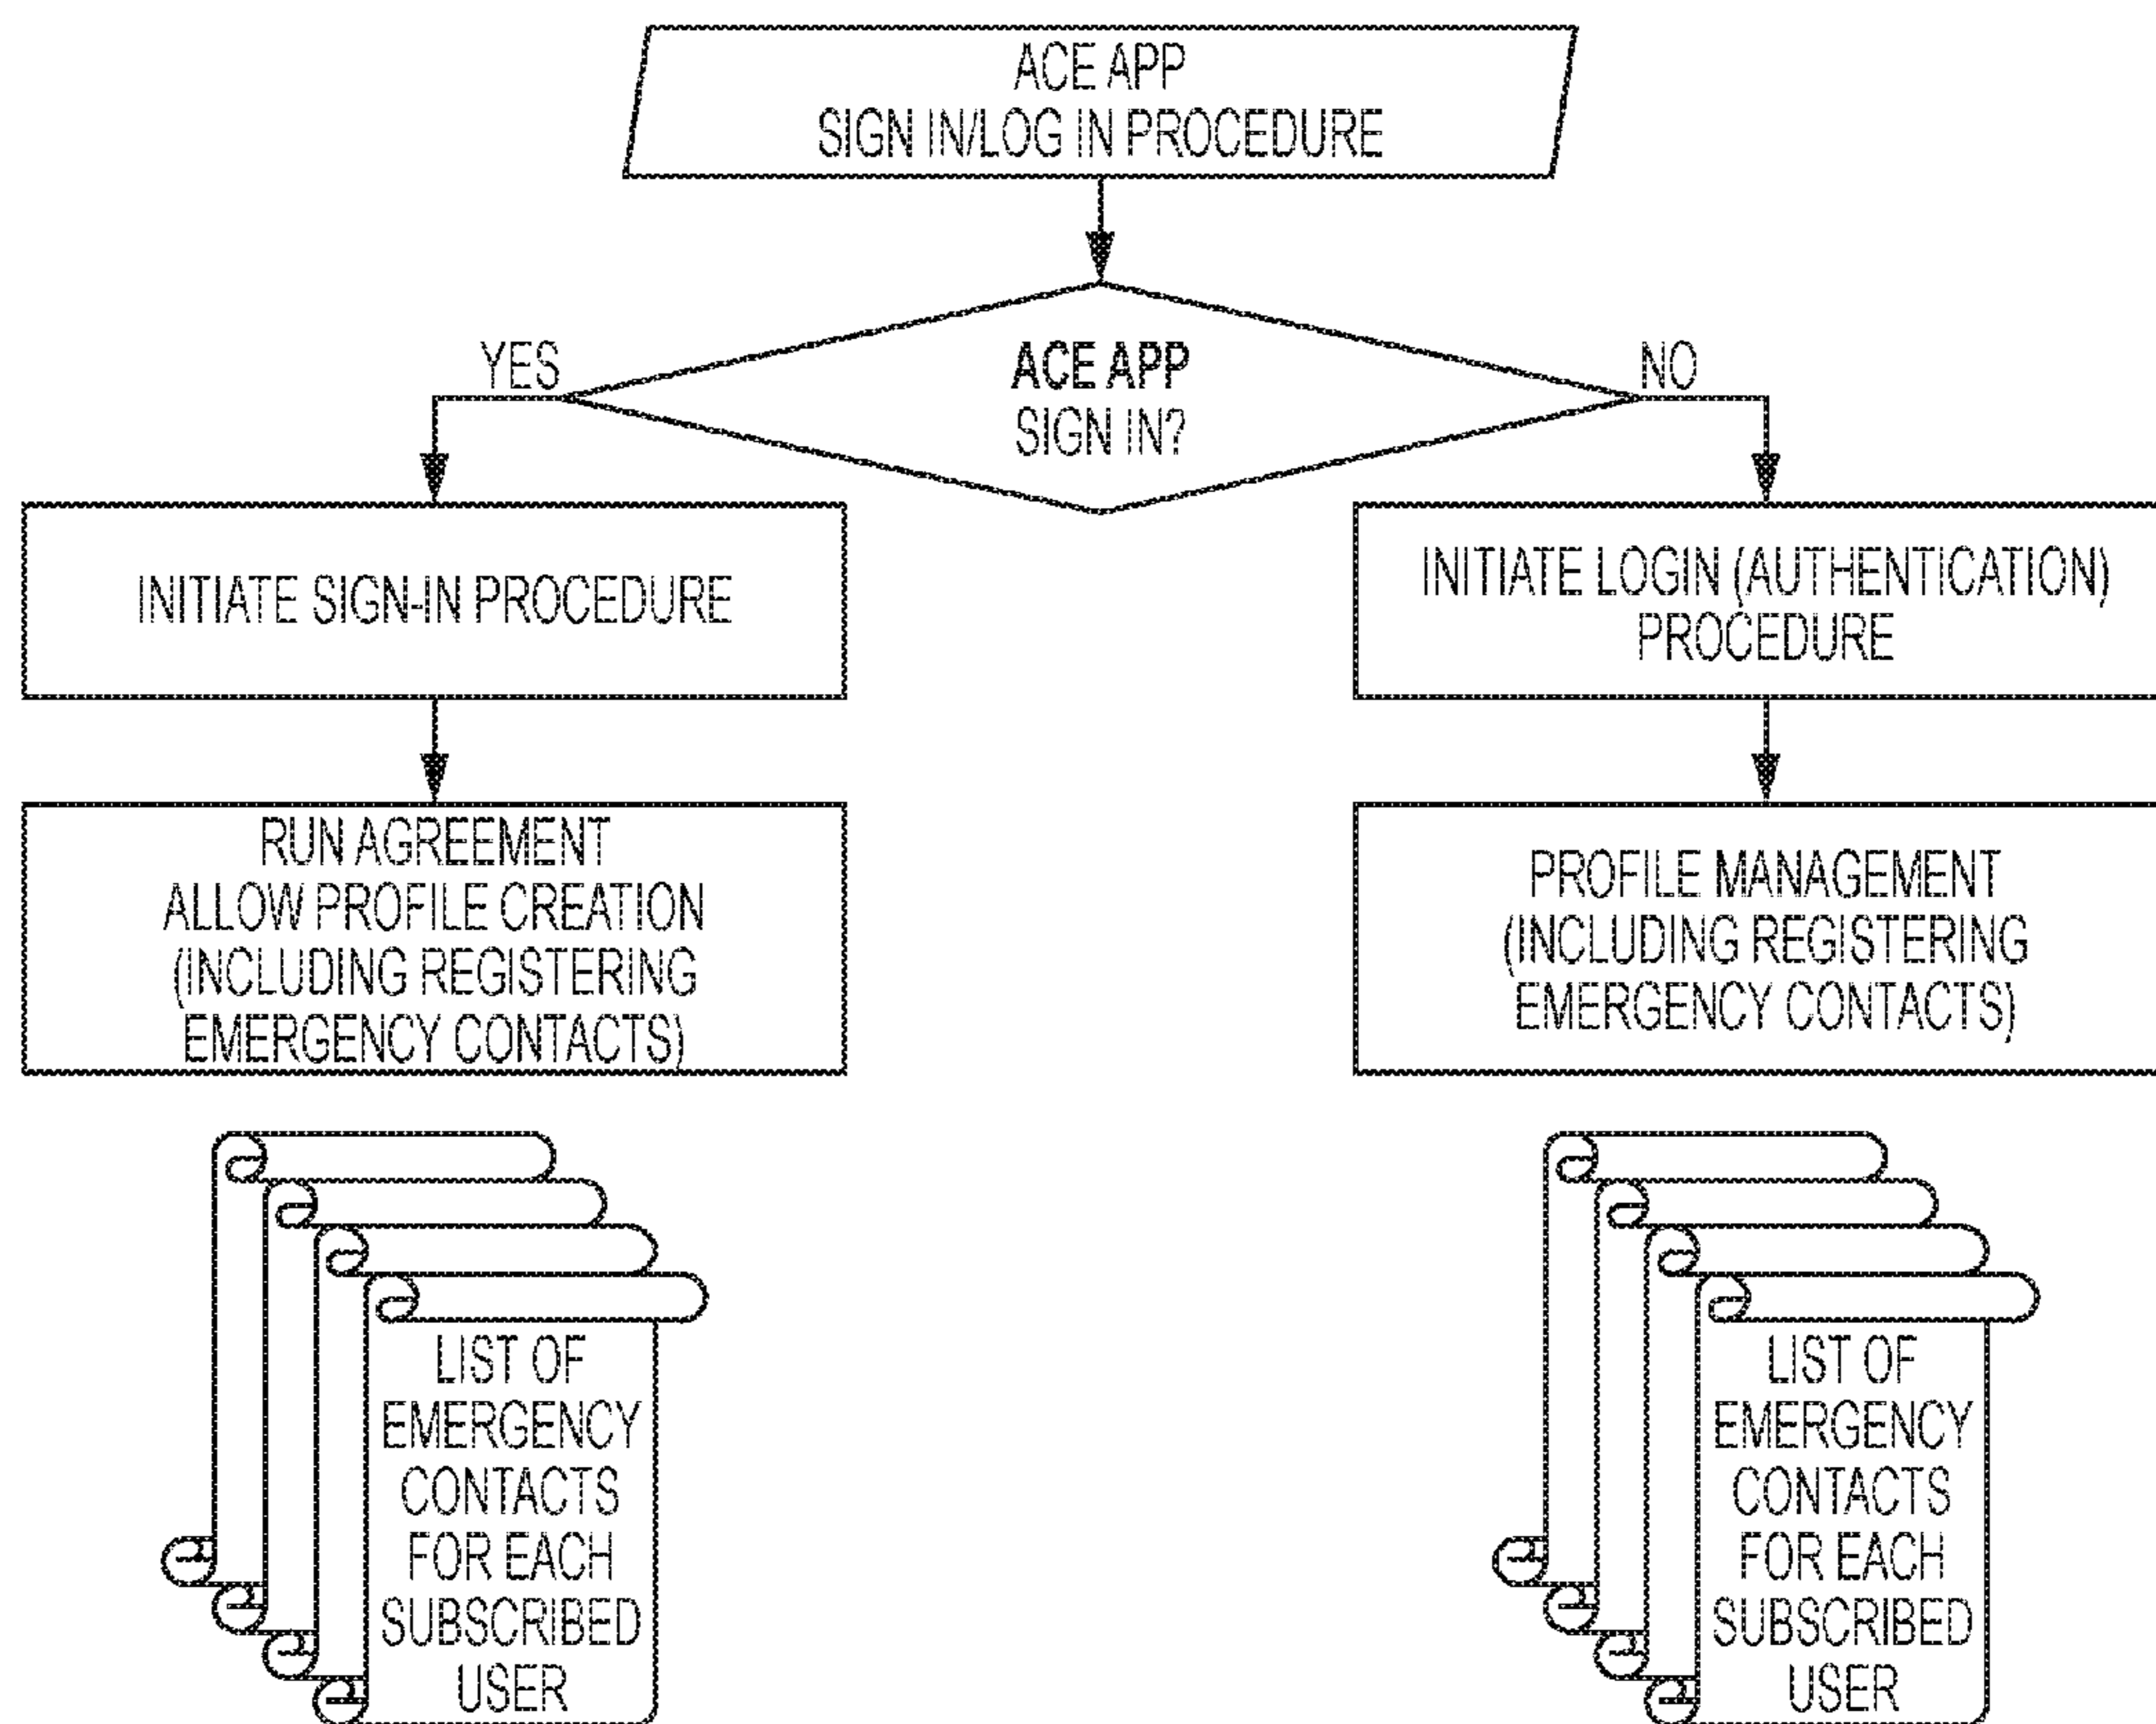 ACE APP
SIGN IN/LOG IN PROCEDURE
YES
ACE APP
SIGN IN?
NO
INITIATE SIGN-IN PROCEDURE
INITIATE LOGIN (AUTHENTICATION)
PROCEDURE
RUN AGREEMENT
ALLOW PROFILE CREATION
(INCLUDING REGISTERING
EMERGENCY CONTACTS)
PROFILE MANAGEMENT
(INCLUDING REGISTERING
EMERGENCY CONTACTS)
LIST OF
EMERGENCY
CONTACTS
FOR EACH
SUBSCRIBED
USER
LIST OF
EMERGENCY
CONTACTS
FOR EACH
SUBSCRIBED
USER